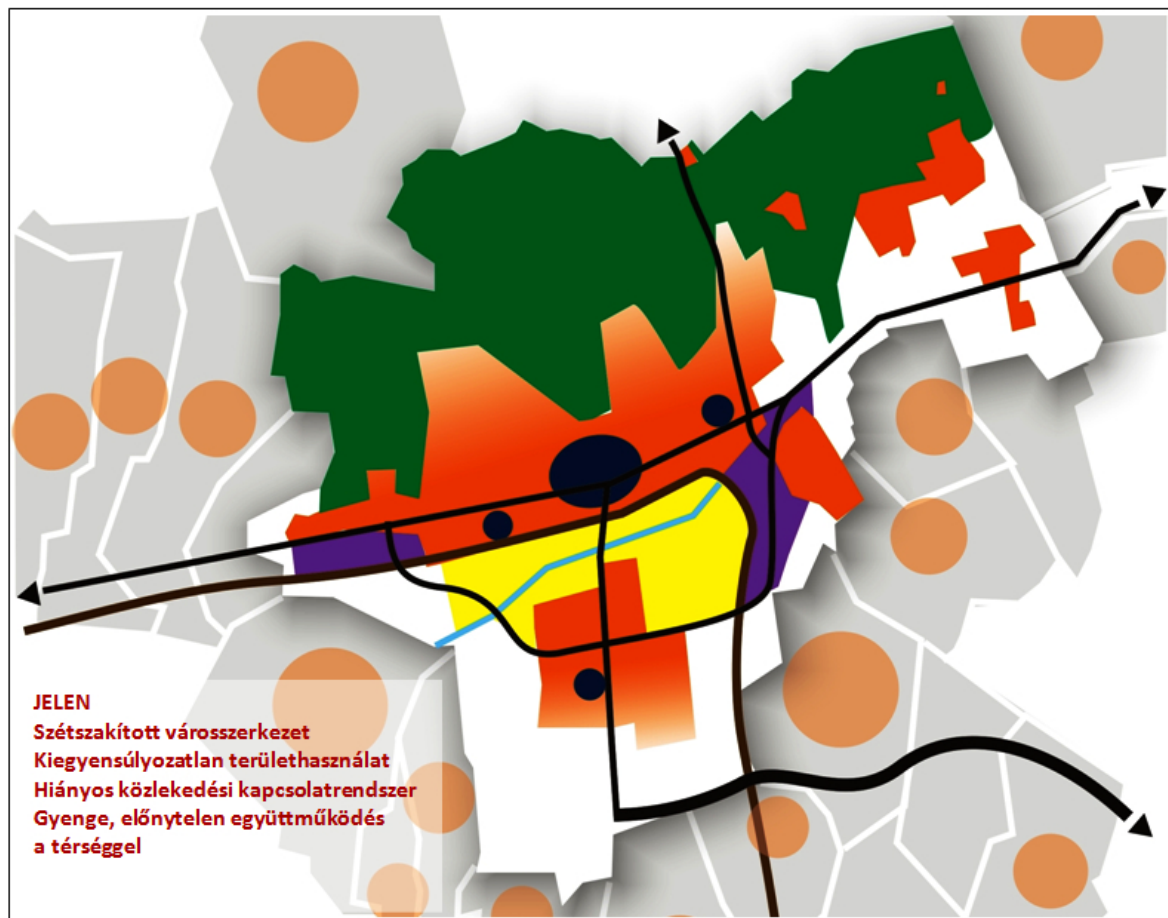 JELEN
Szétszakított városszerkezet
Kiegyensúlyozatlan területhasználat
Hiányos közlekedési kapcsolatrendszer
Gyenge, előnytelen együttműködés
a térséggel